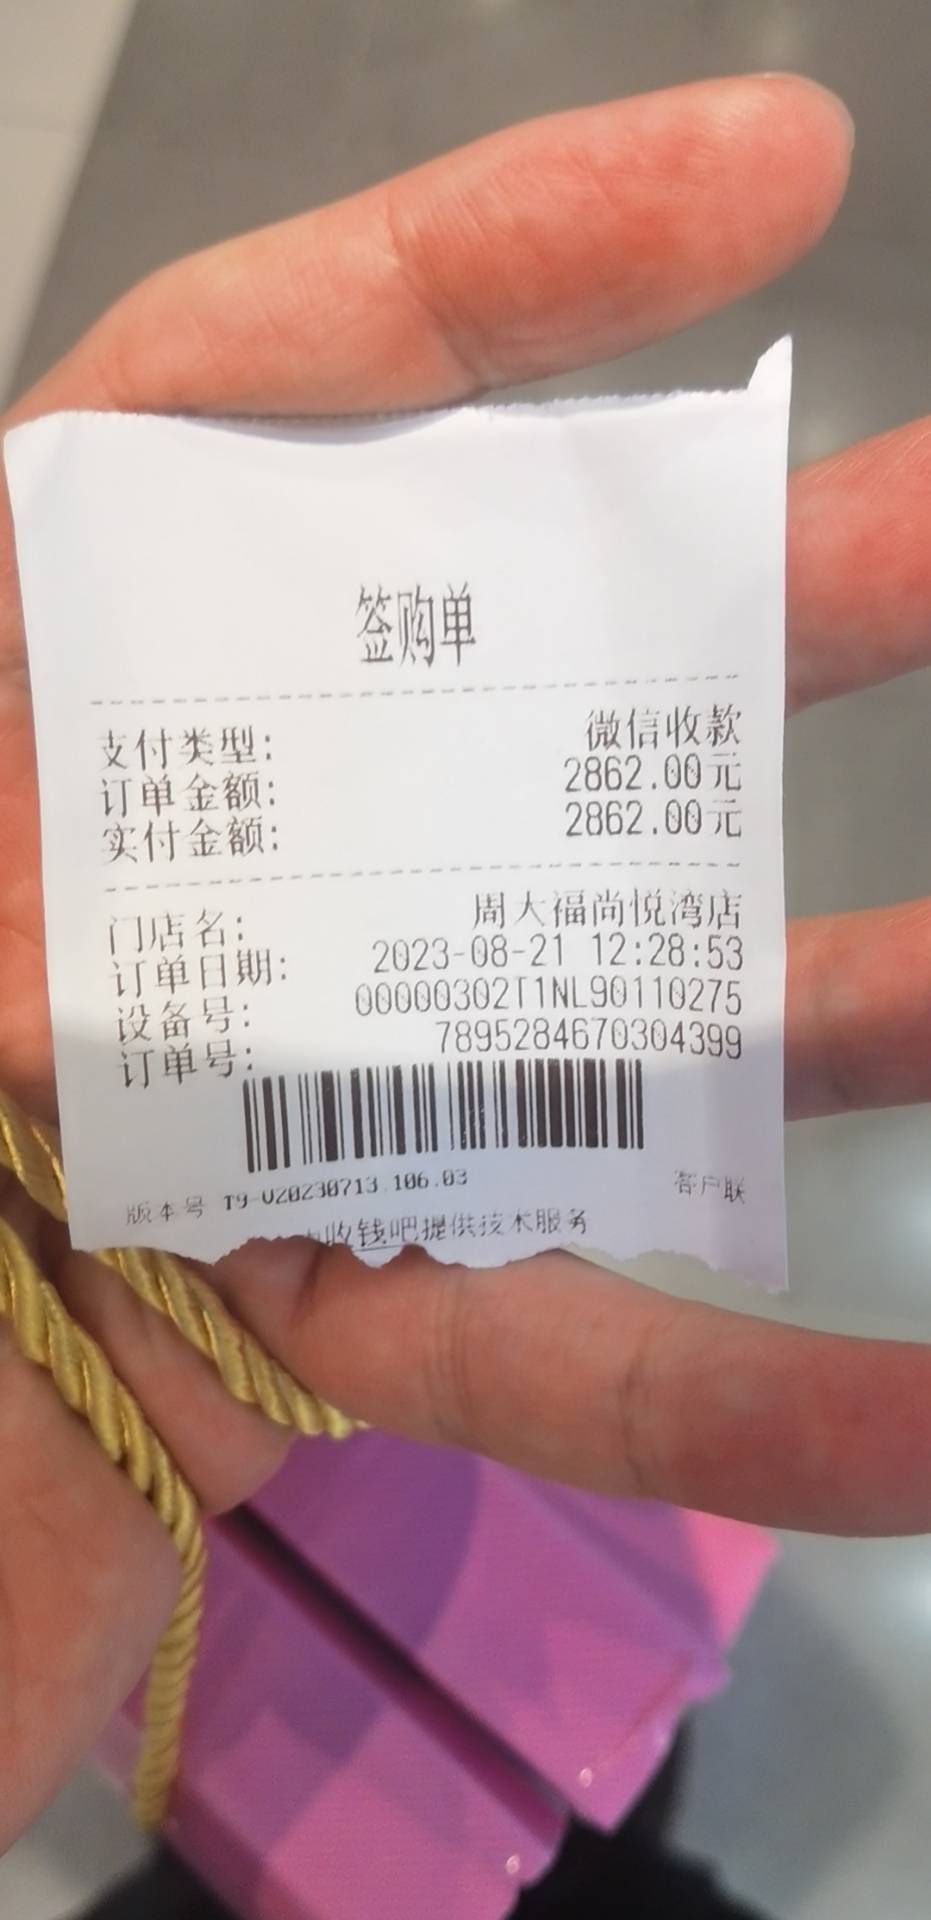 签购单
支付类型: 微信收款
订单金额: 2862.00元
实付金额: 2862.00元
门店名: 周大福尚悦湾店
订单日期: 2023-08-21 12:28:53
设备号: 00000302T1NL90110275
订单号: 7895284670304399
版本号 T9-V20230713.106.03 客户联
收钱吧提供技术服务